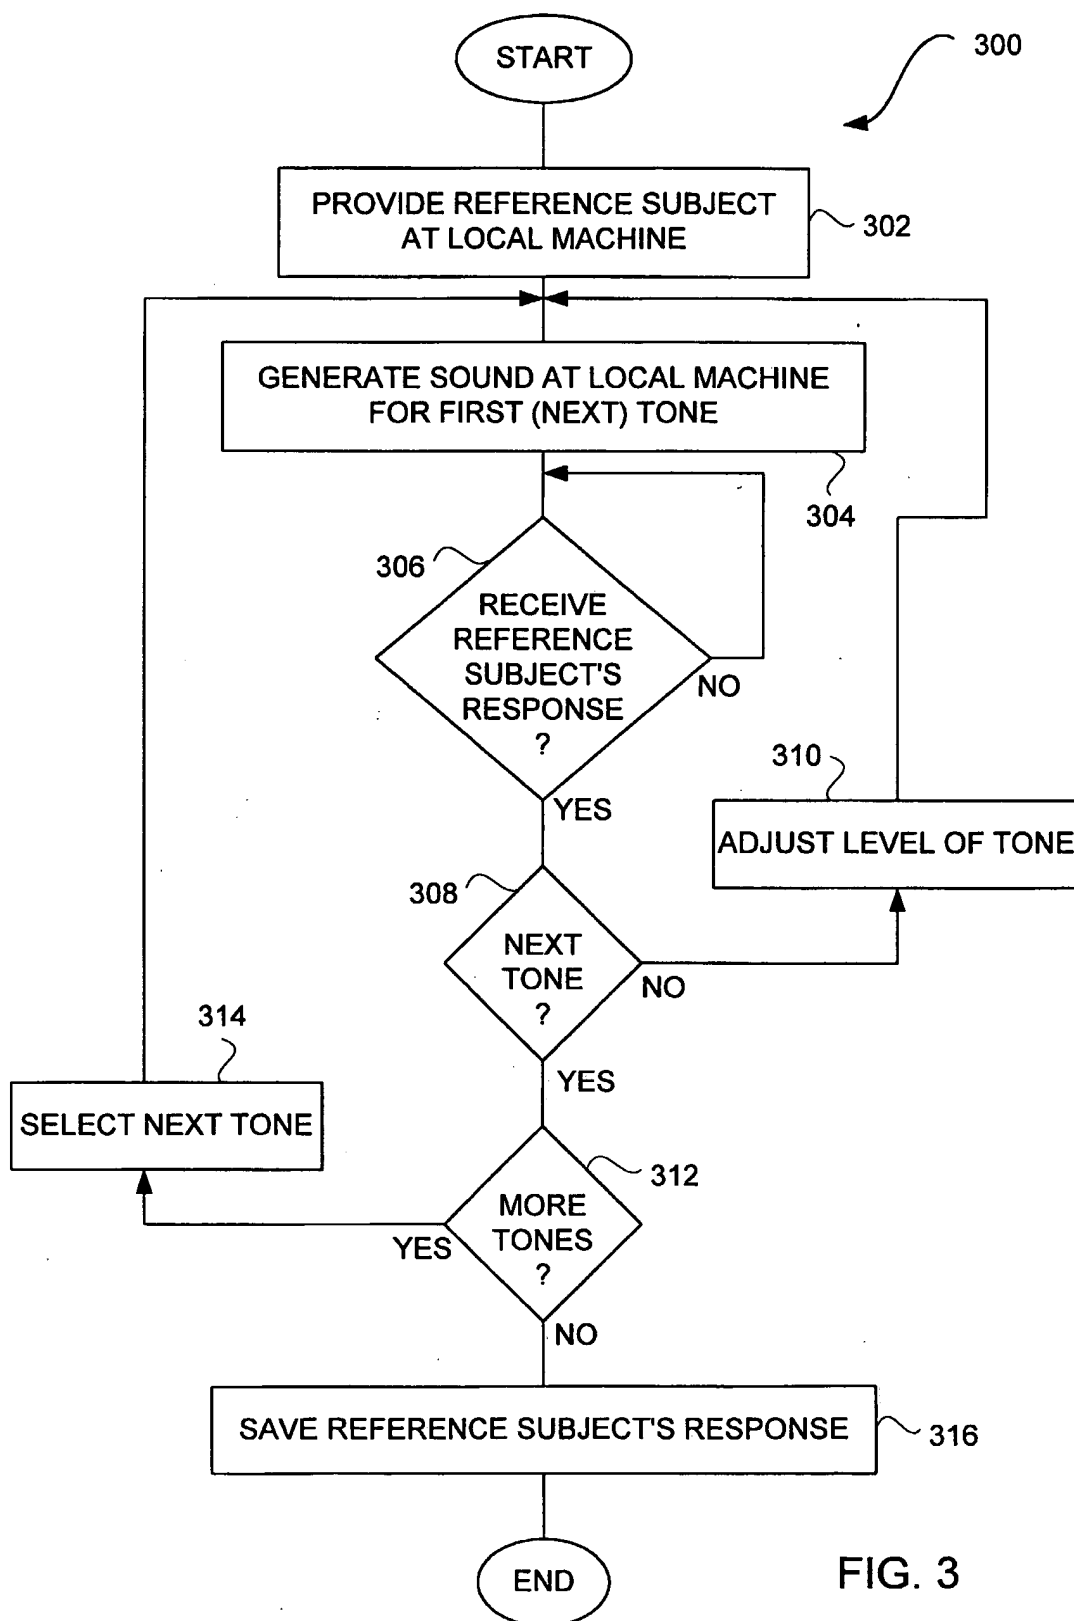 START
300
PROVIDE REFERENCE SUBJECT
AT LOCAL MACHINE
302
GENERATE SOUND AT LOCAL MACHINE
FOR FIRST (NEXT) TONE
304
306
RECEIVE
REFERENCE
SUBJECT'S
RESPONSE
?
NO
YES
310
ADJUST LEVEL OF TONE
308
NEXT
TONE
?
NO
YES
314
SELECT NEXT TONE
312
MORE
TONES
?
YES
NO
SAVE REFERENCE SUBJECT'S RESPONSE
316
END
FIG. 3